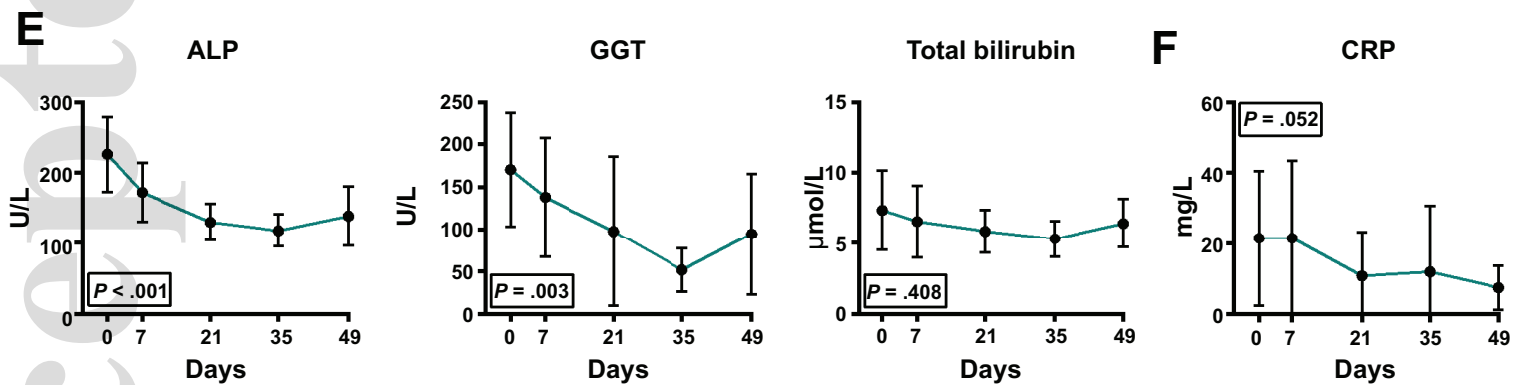 E
ALP
U/L
300
200
100
0
P < .001
0 7 21 35 49
Days
GGT
U/L
250
200
150
100
50
0
P = .003
0 7 21 35 49
Days
Total bilirubin
µmol/L
15
10
5
0
P = .408
0 7 21 35 49
Days
F
CRP
mg/L
60
40
20
0
P = .052
0 7 21 35 49
Days